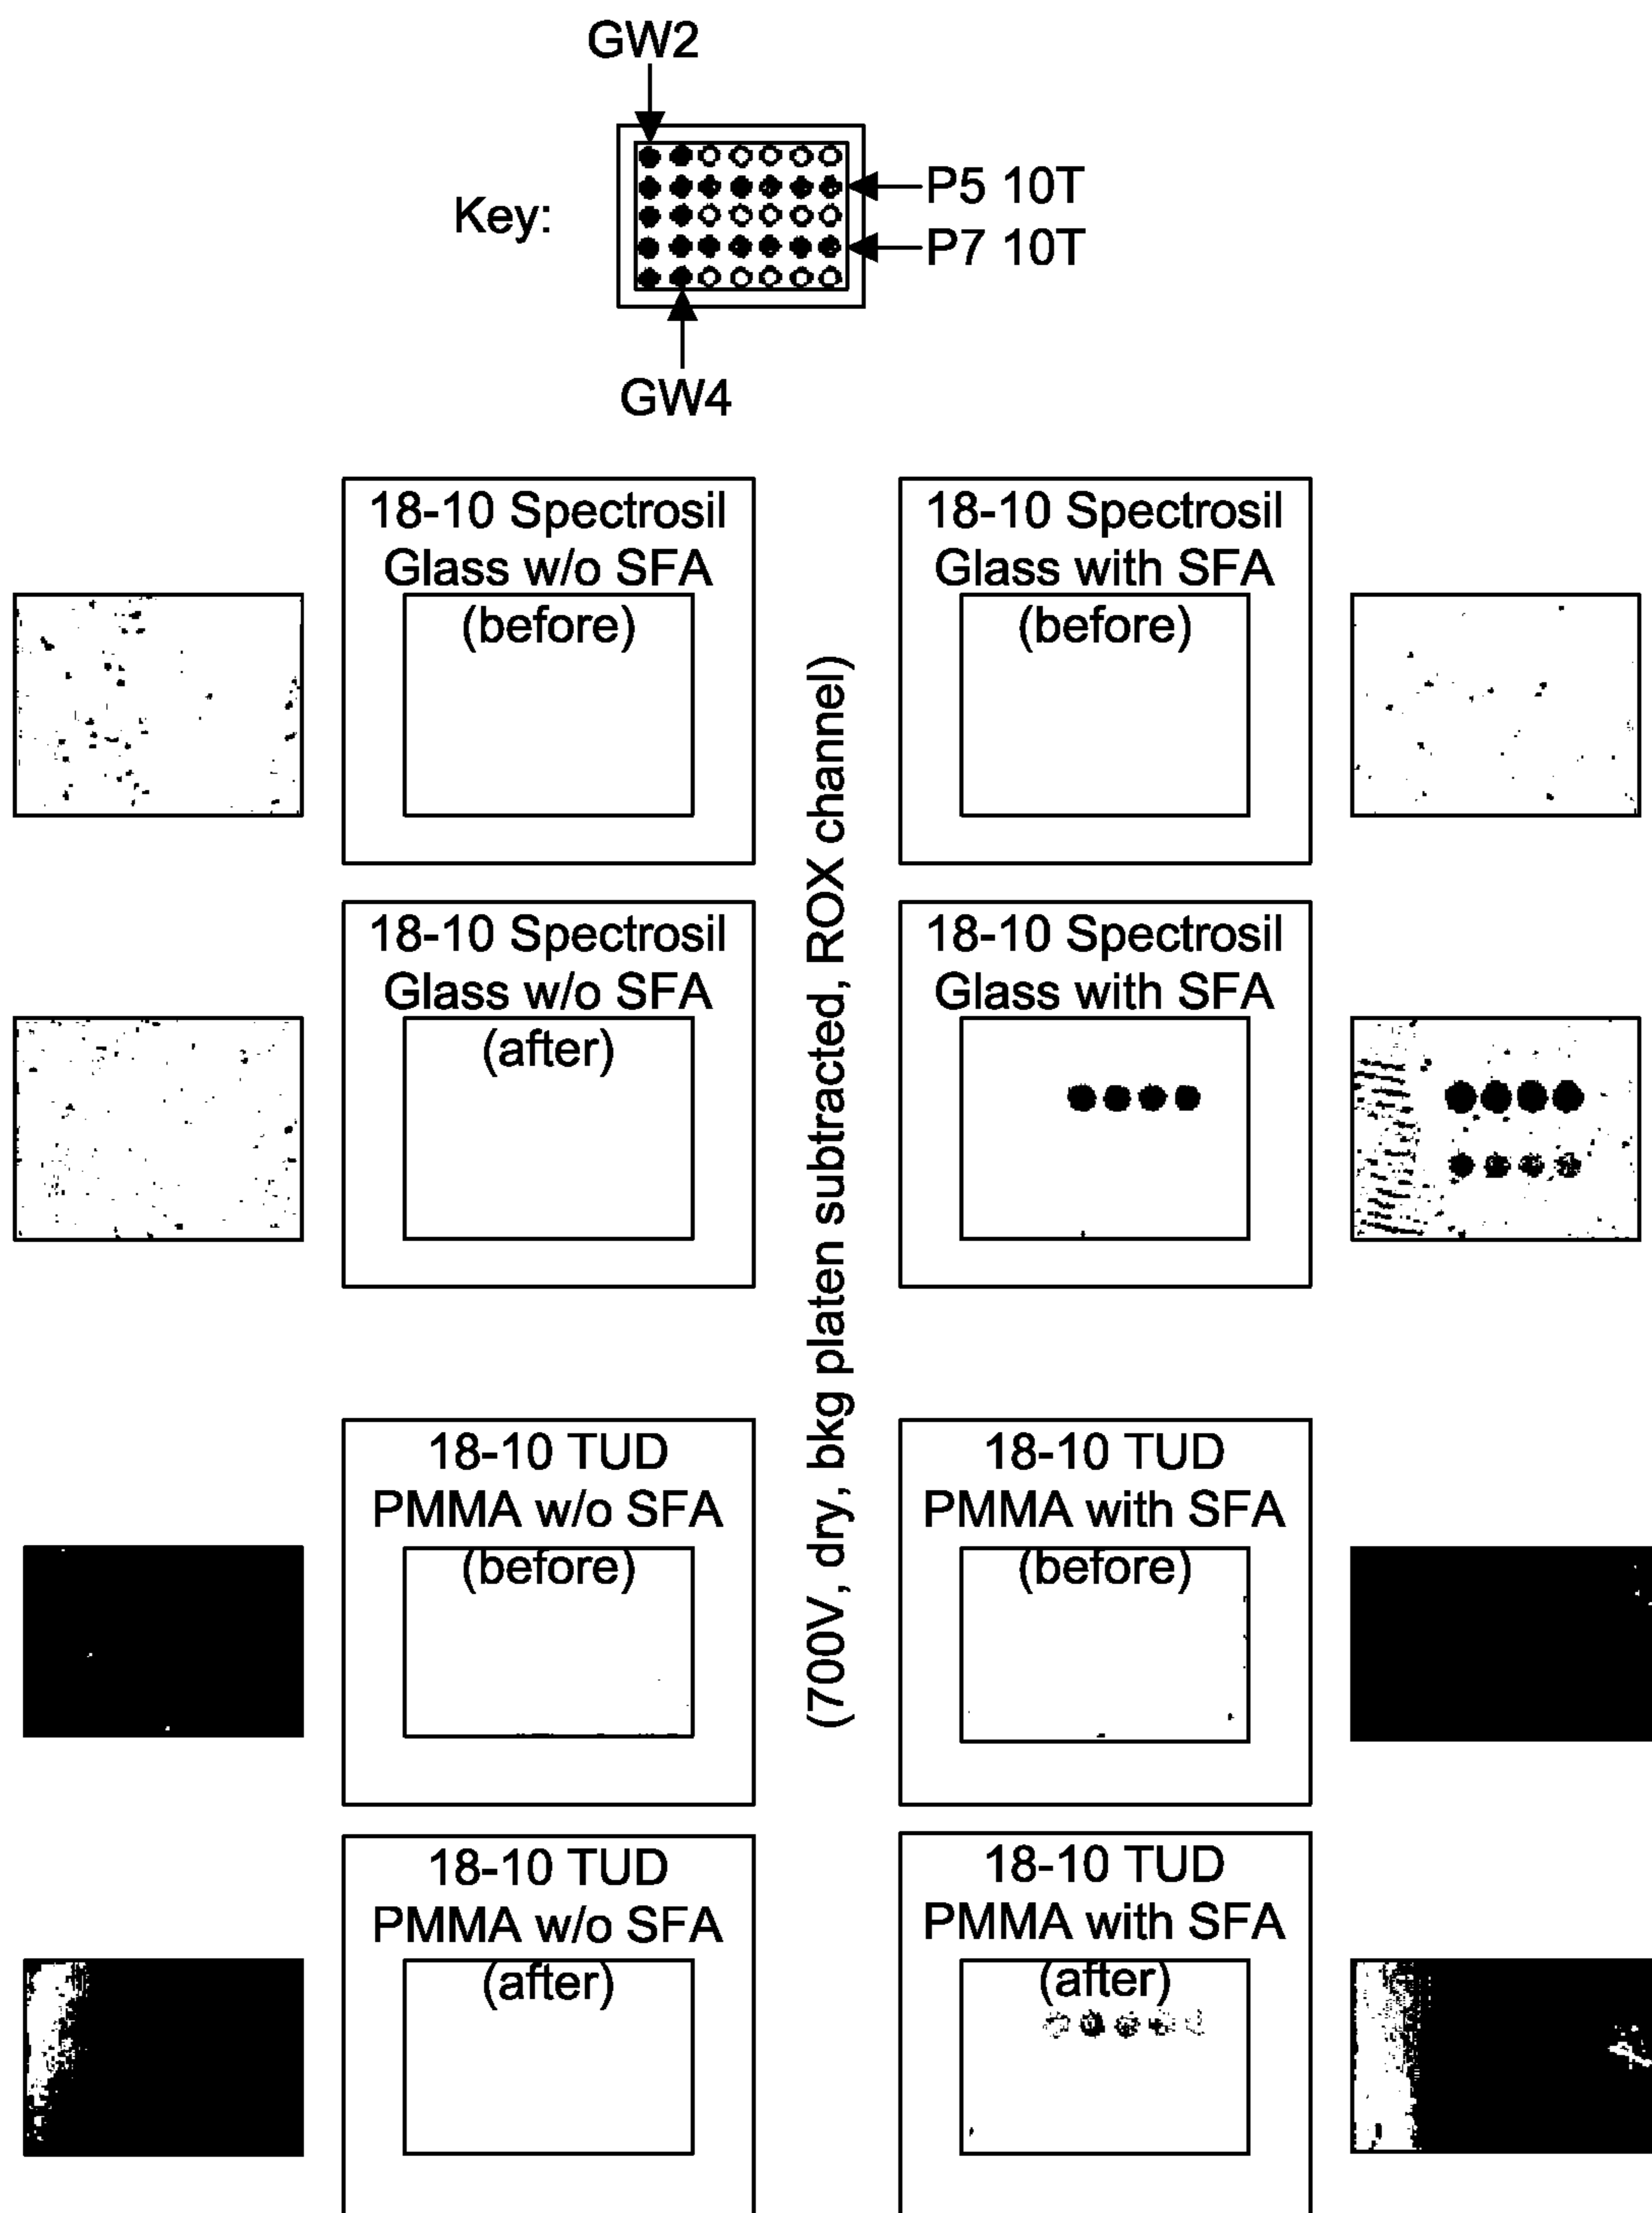 GW2
Key:
P5 10T
P7 10T
GW4
18-10 Spectrosil
Glass w/o SFA
(before)
18-10 Spectrosil
Glass with SFA
(before)
(700V, dry, bkg platen subtracted, ROX channel)
18-10 Spectrosil
Glass w/o SFA
(after)
18-10 Spectrosil
Glass with SFA
18-10 TUD
PMMA w/o SFA
(before)
18-10 TUD
PMMA with SFA
(before)
18-10 TUD
PMMA w/o SFA
(after)
18-10 TUD
PMMA with SFA
(after)